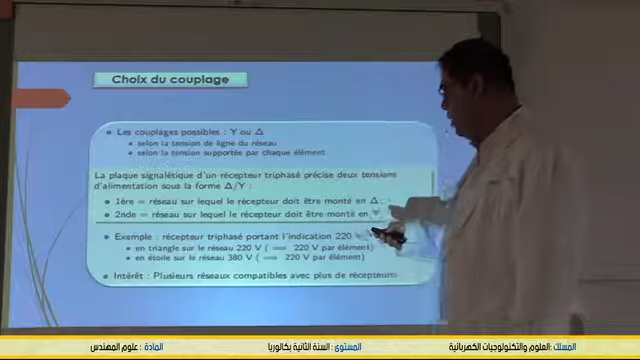 Choix du couplage
• Les couplages possibles : Y ou Δ
• selon la tension de ligne du réseau
• selon la tension supportée par chaque élément
La plaque signalétique d'un récepteur triphasé précise deux tensions
d'alimentation sous la forme Δ/Y :
• 1ère = réseau sur lequel le récepteur doit être monté en Δ
• 2nde = réseau sur lequel le récepteur doit être monté en
• Exemple : récepteur triphasé portant l'indication 220
• en triangle sur le réseau 220 V ( ⟹ 220 V par élément)
• en étoile sur le réseau 380 V ( ⟹ 220 V par élément)
• Intérêt : Plusieurs réseaux compatibles avec plus de récepteurs
المسلك :العلوم والتكنولوجيات الكهربائية المستوى :السنة الثانية بكالوريا المادة : علوم المهندس